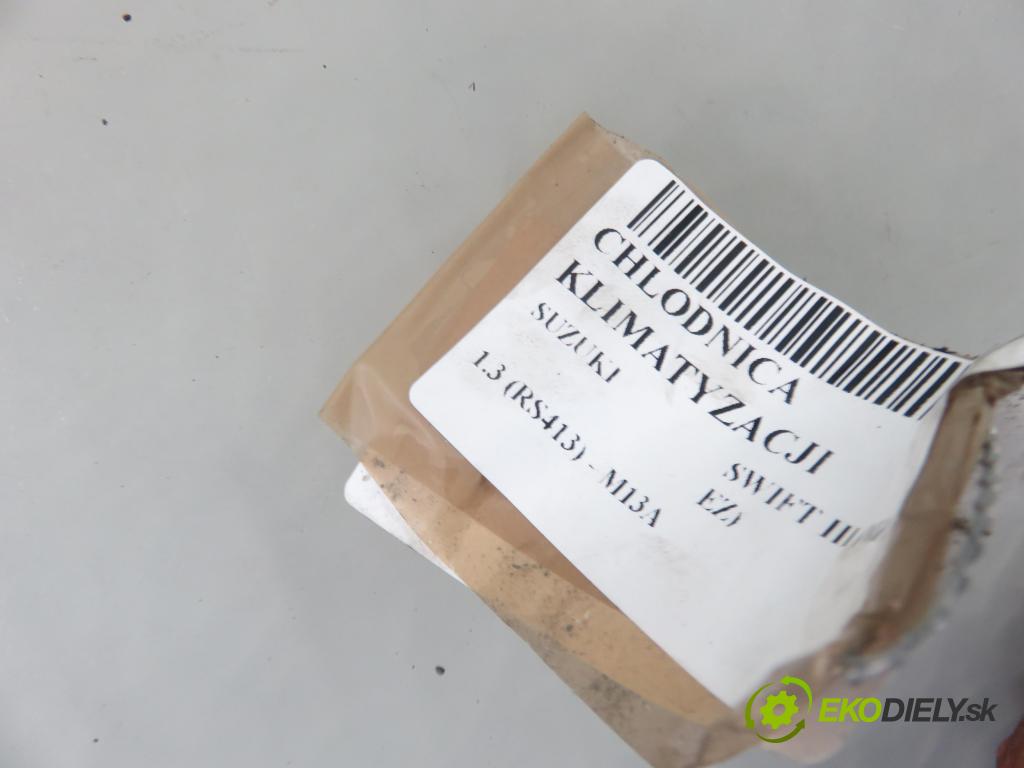 CHLODNICA
KLIMATYZACJI
SUZUKI SWIFT III
EZ)
1.3 (RS413) - M13A
EKODIELY.sk